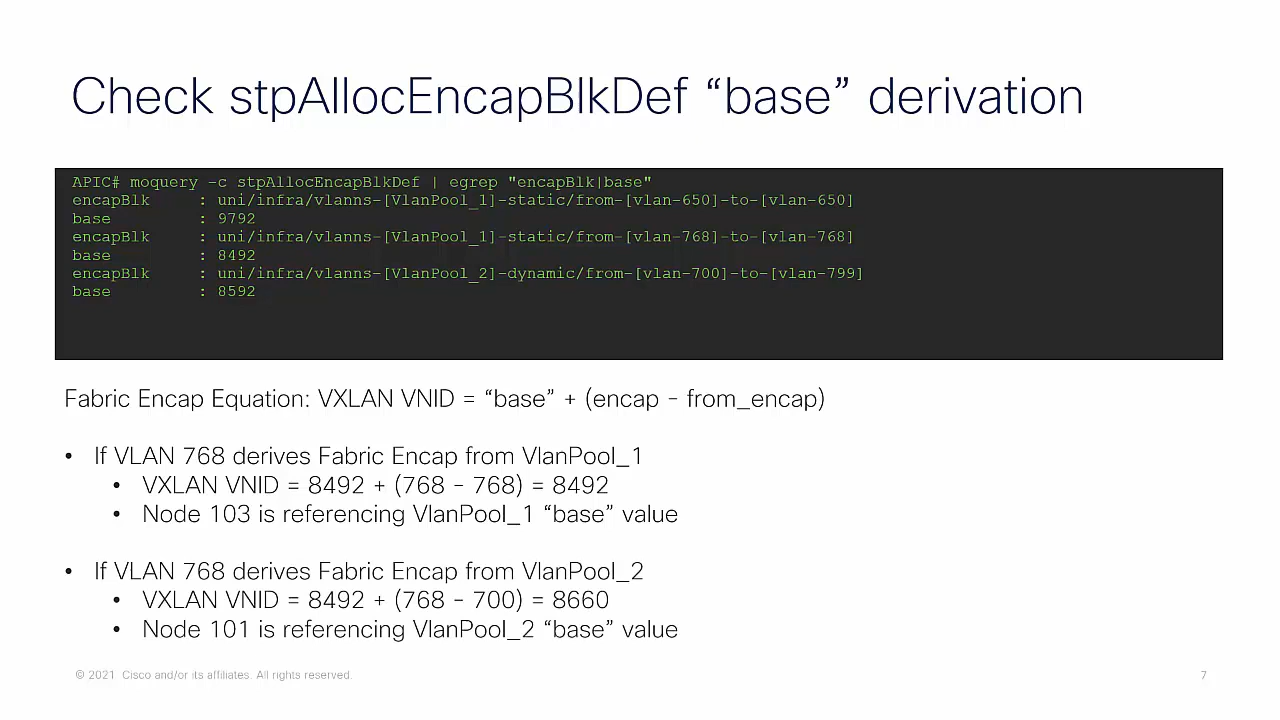 Check stpAllocEncapBlkDef “base” derivation
APIC# moquery -c stpAllocEncapBlkDef | egrep "encapBlk|base"
encapBlk : uni/infra/vlanns-[VlanPool_1]-static/from-[vlan-650]-to-[vlan-650]
base : 9792
encapBlk : uni/infra/vlanns-[VlanPool_1]-static/from-[vlan-768]-to-[vlan-768]
base : 8492
encapBlk : uni/infra/vlanns-[VlanPool_2]-dynamic/from-[vlan-700]-to-[vlan-799]
base : 8592
Fabric Encap Equation: VXLAN VNID = “base” + (encap - from_encap)
• If VLAN 768 derives Fabric Encap from VlanPool_1
• VXLAN VNID = 8492 + (768 - 768) = 8492
• Node 103 is referencing VlanPool_1 “base” value
• If VLAN 768 derives Fabric Encap from VlanPool_2
• VXLAN VNID = 8492 + (768 - 700) = 8660
• Node 101 is referencing VlanPool_2 “base” value
© 2021 Cisco and/or its affiliates. All rights reserved.
7